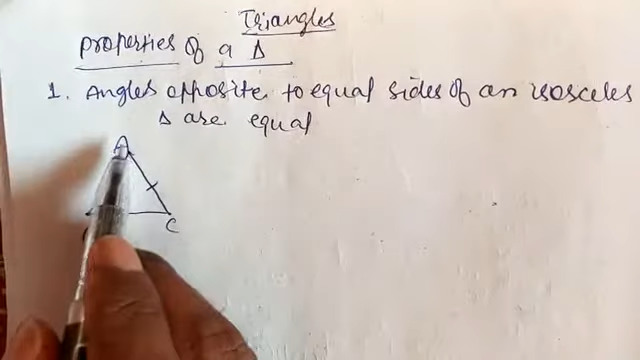 Triangles
Properties of a Δ
1. Angles opposite to equal sides of an isosceles
Δ are equal
A
C